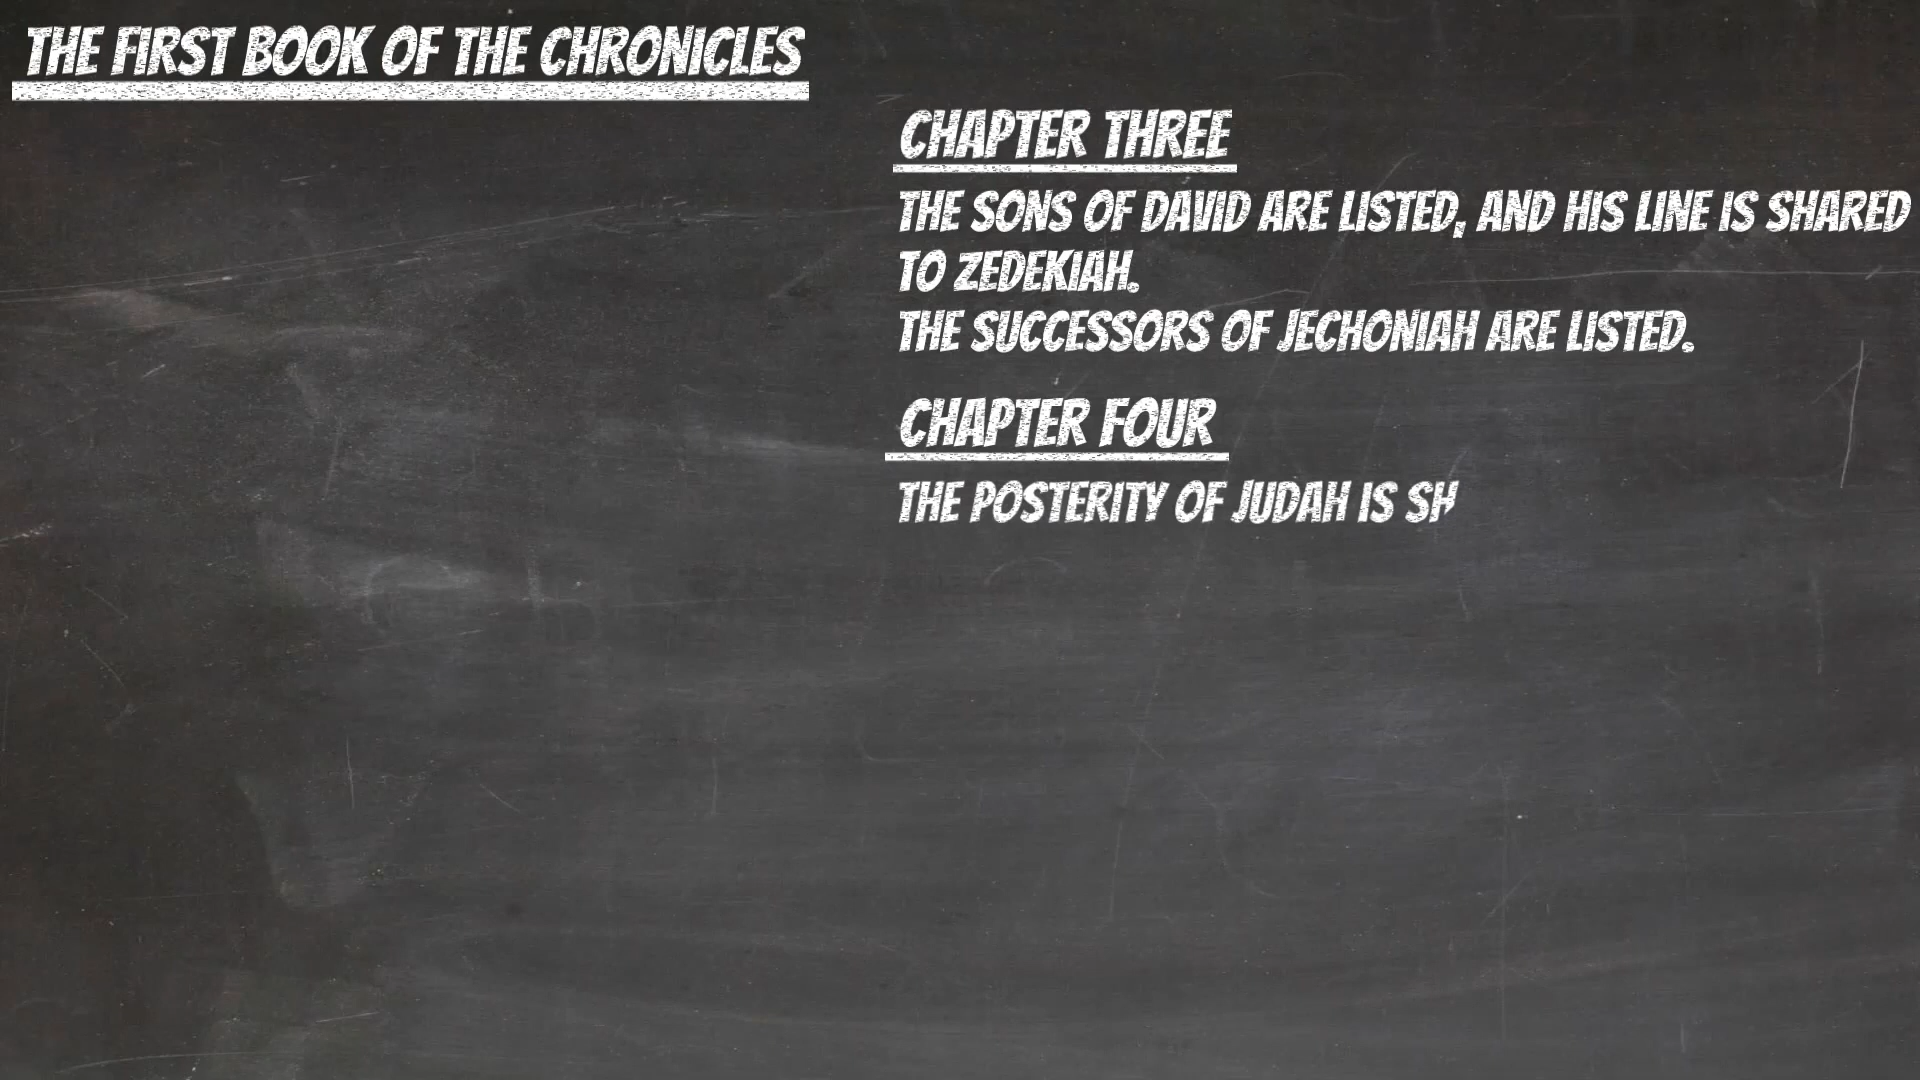 THE FIRST BOOK OF THE CHRONICLES
CHAPTER THREE
THE SONS OF DAVID ARE LISTED, AND HIS LINE IS SHARED
TO ZEDEKIAH.
THE SUCCESSORS OF JECHONIAH ARE LISTED.
CHAPTER FOUR
THE POSTERITY OF JUDAH IS SH